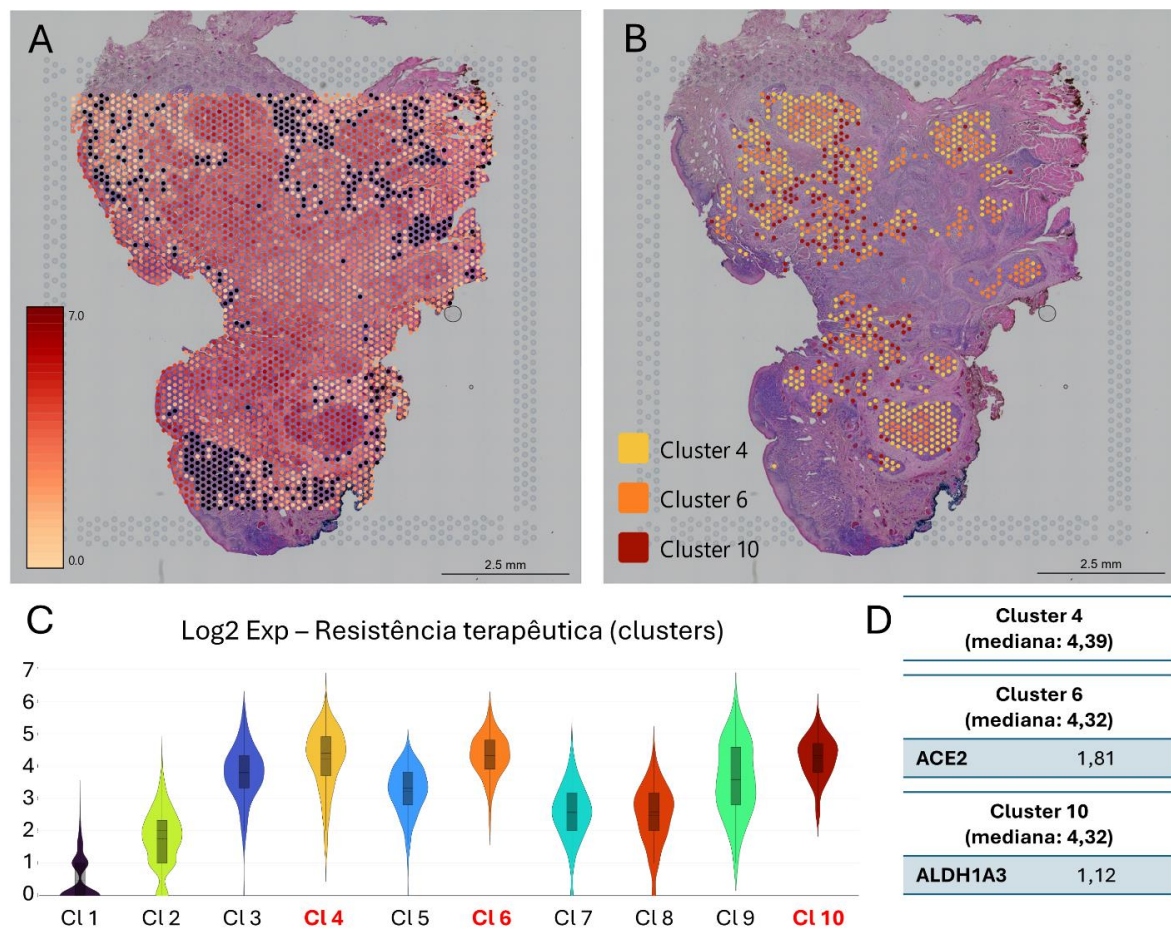 A
7.0
0.0
2.5 mm
B
Cluster 4
Cluster 6
Cluster 10
2.5 mm
C
Log2 Exp – Resistência terapêutica (clusters)
7
6
5
4
3
2
1
0
Cl 1 Cl 2 Cl 3 Cl 4 Cl 5 Cl 6 Cl 7 Cl 8 Cl 9 Cl 10
D
Cluster 4
(mediana: 4,39)
Cluster 6
(mediana: 4,32)
ACE2 1,81
Cluster 10
(mediana: 4,32)
ALDH1A3 1,12